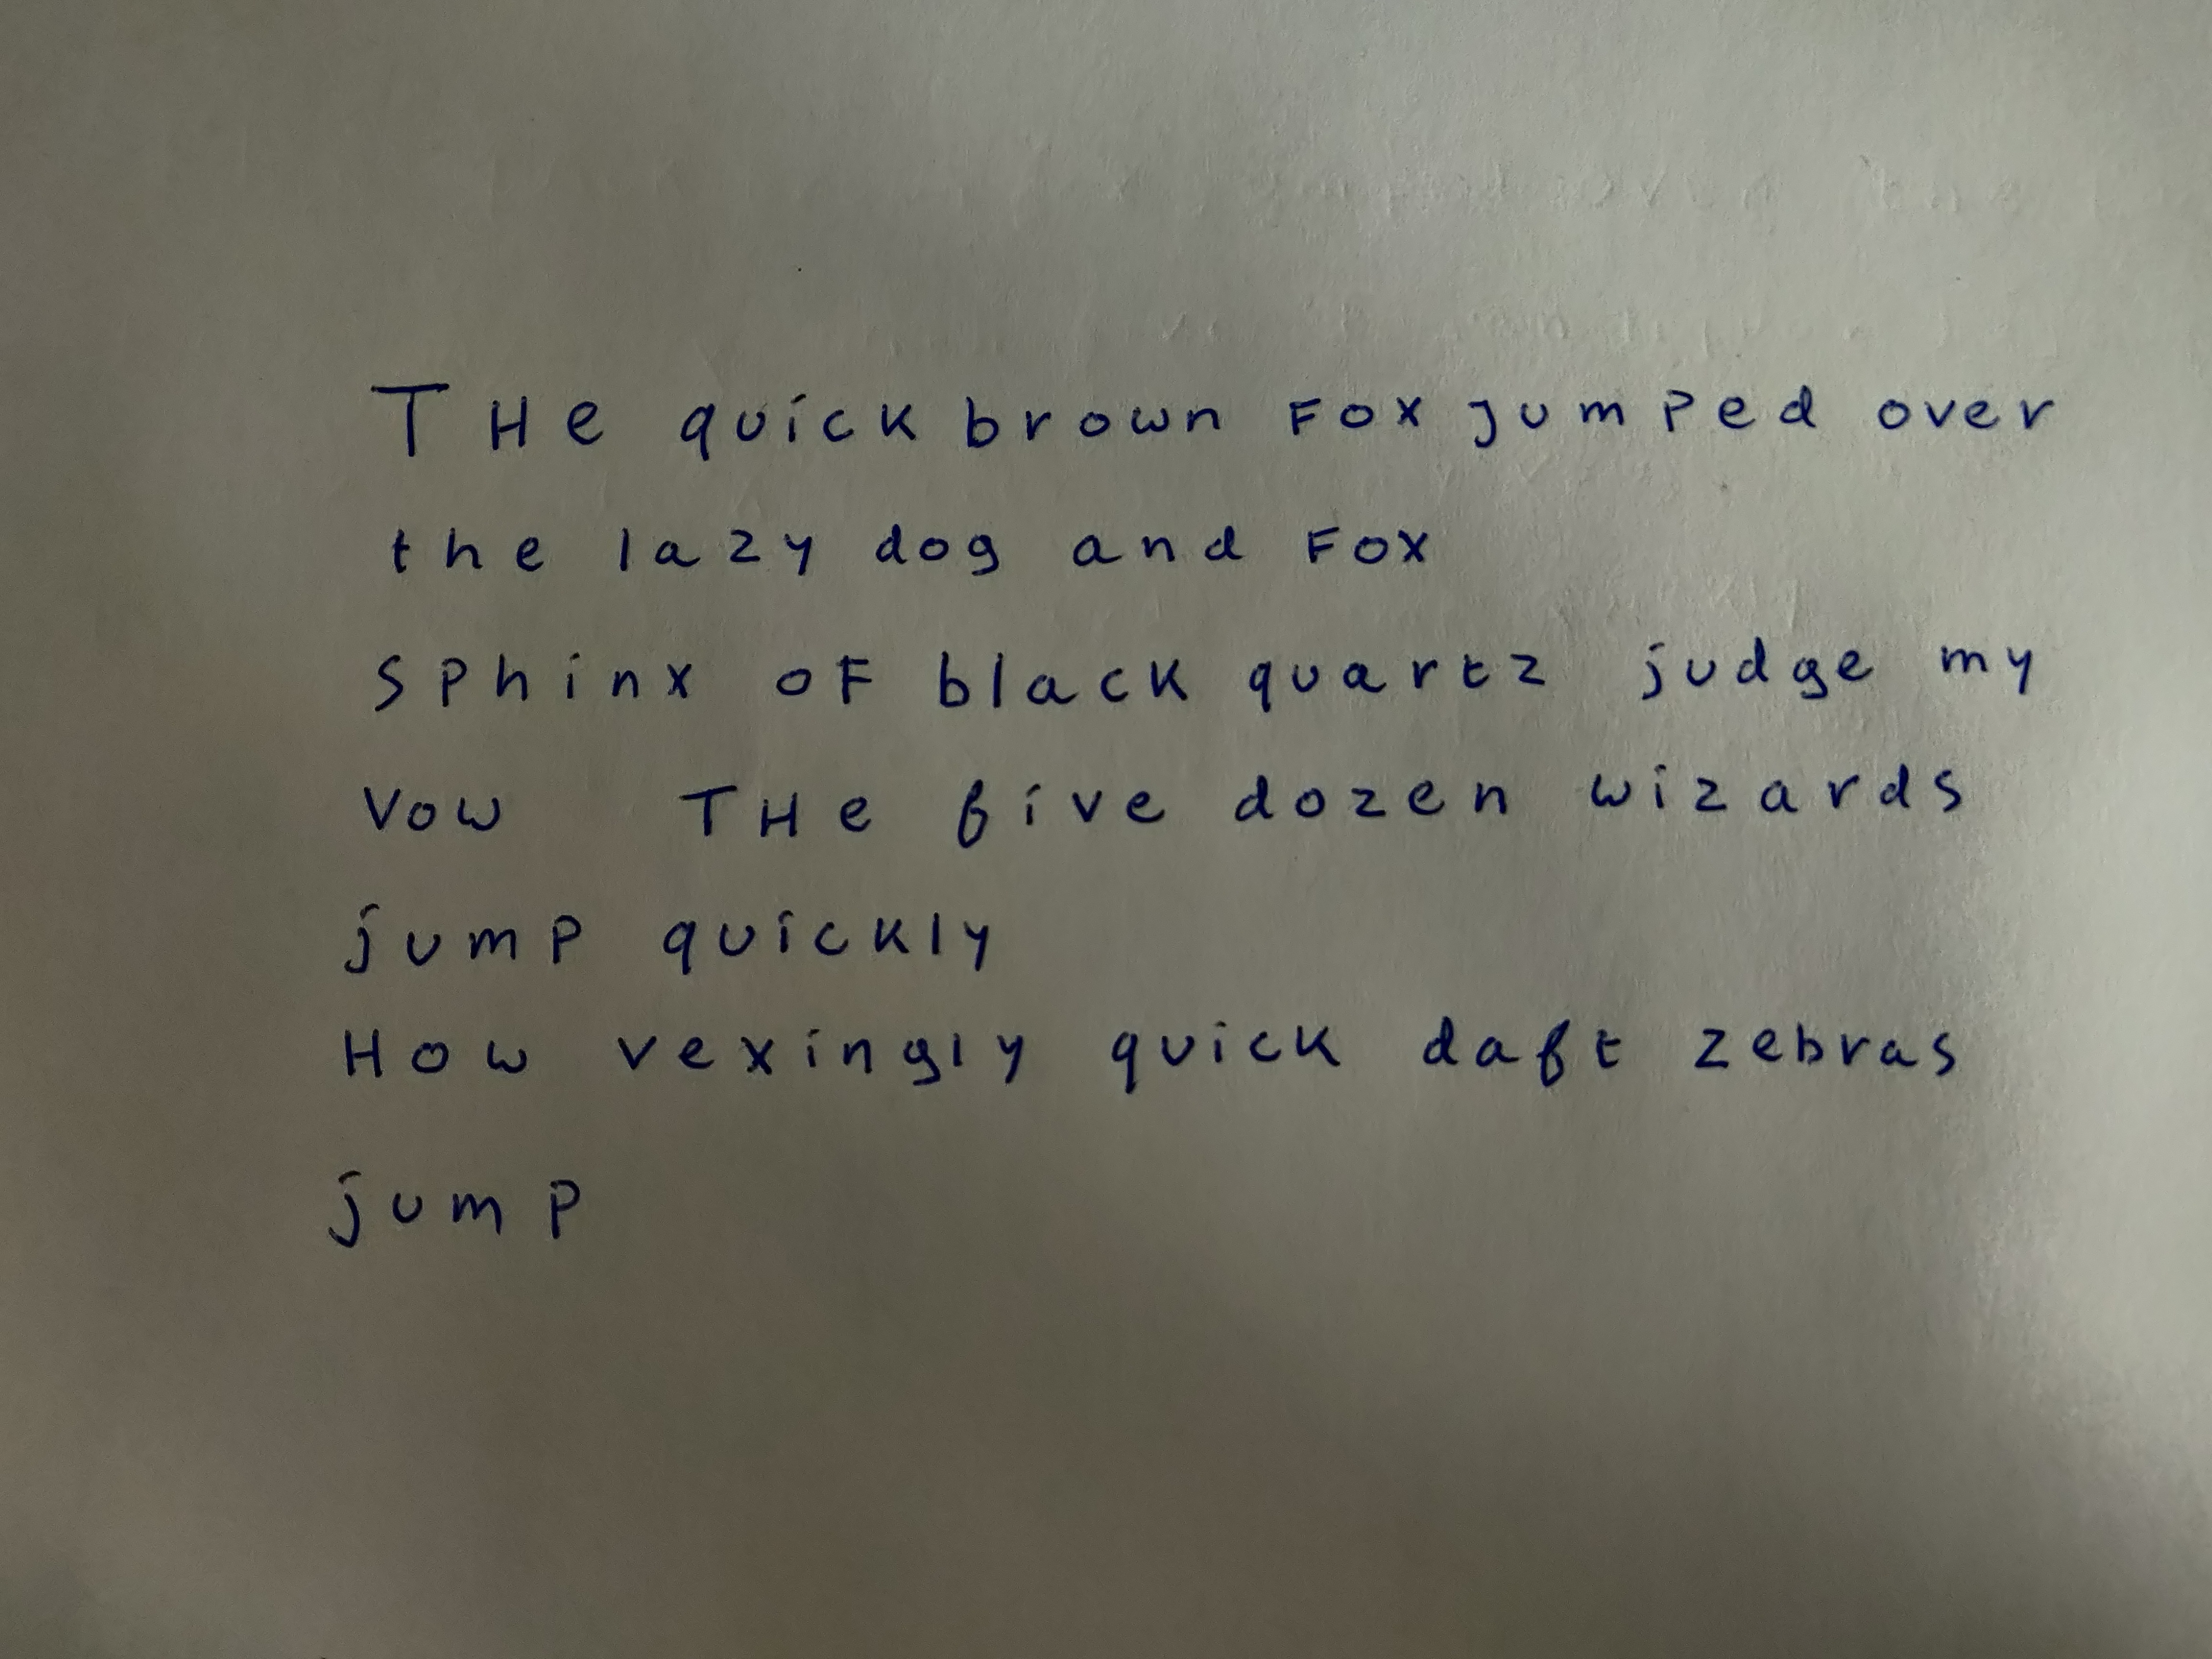 THe quick brown Fox jumped over
the lazy dog and Fox
sphinx oF black quartz judge my
Vow THe five dozen wizards
jump quickly
How vexingly quick daft zebras
jump